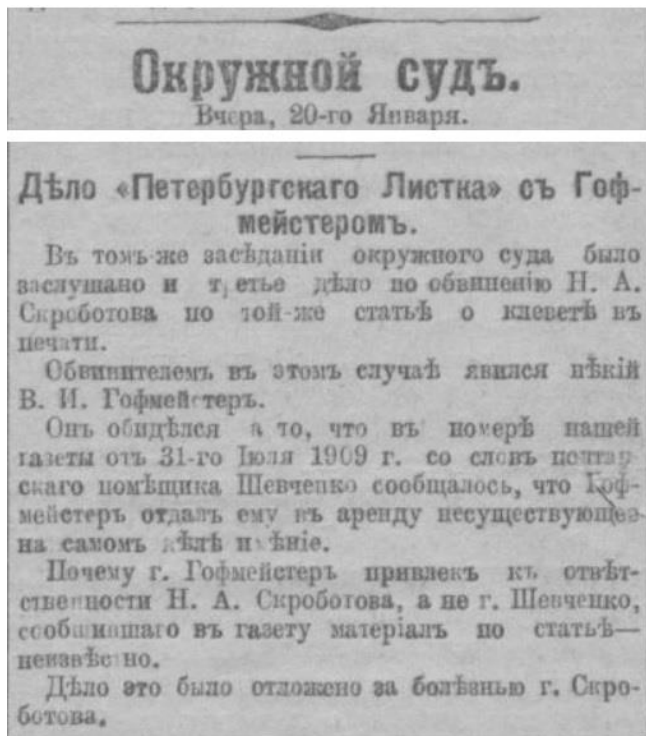 Окружной судъ.
Вчера, 20-го Января.
Дѣло «Петербургскаго Листка» съ Гоф-
мейстеромъ.
Въ томъ-же засѣданіи окружного суда было
заслушано и третье дѣло по обвиненію Н. А.
Скроботова по той-же статьѣ о клеветѣ въ
печати.
Обвинителемъ въ этомъ случаѣ явился нѣкій
В. И. Гофмейстеръ.
Онъ обидѣлся за то, что въ номерѣ нашей
газеты отъ 31-го Іюля 1909 г. со словъ
скаго помѣщика Шевченко сообщалось, что Гоф-
мейстеръ отдалъ ему въ аренду несуществующее
на самомъ дѣлѣ имѣніе.
Почему г. Гофмейстеръ привлекъ къ отвѣт-
ственности Н. А. Скроботова, а не г. Шевченко,
сообщившаго въ газету матеріалъ по статьѣ—
неизвѣстно.
Дѣло это было отложено за болѣзнью г. Скро-
ботова.